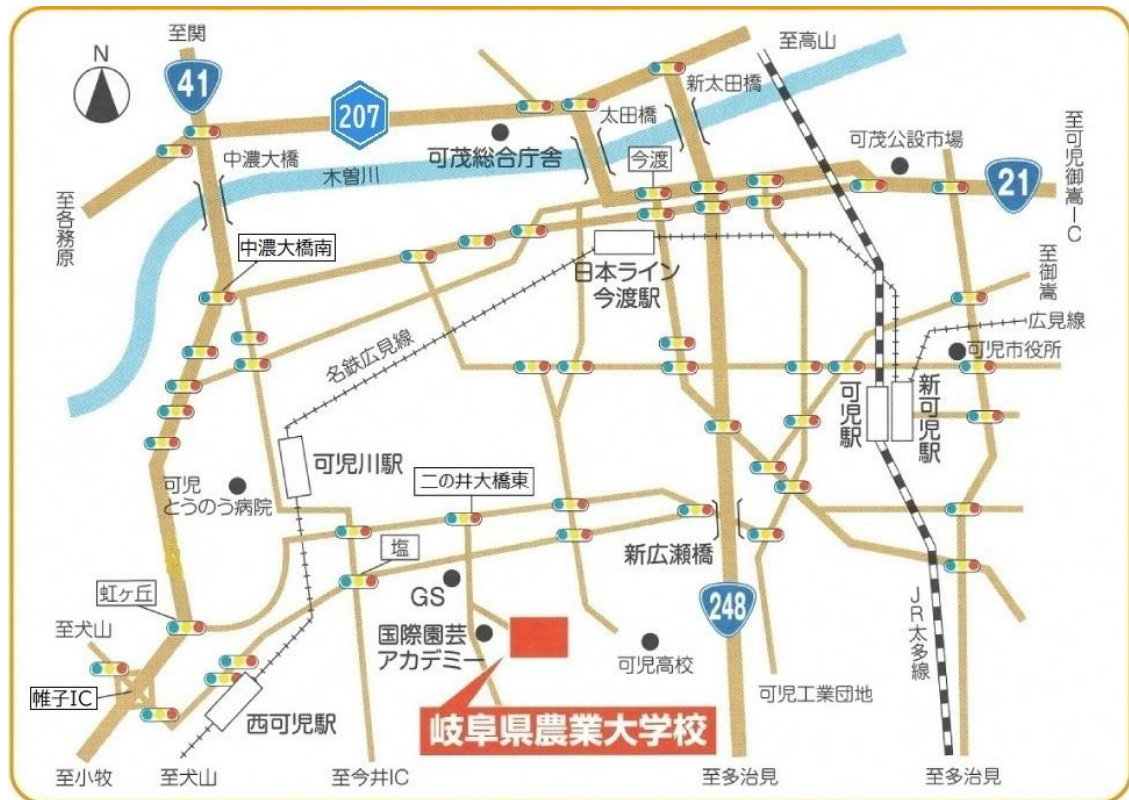 至関
N
41
207
至高山
新太田橋
太田橋
可茂総合庁舎
中濃大橋
木曽川
今渡
可茂公設市場
至可児御嵩IC
21
至各務原
中濃大橋南
日本ライン
今渡駅
至御嵩
広見線
名鉄広見線
可児市役所
可児駅
新可児駅
可児川駅
可児
とうのう病院
二の井大橋東
塩
新広瀬橋
GS
虹ヶ丘
248
JR太多線
至犬山
国際園芸
アカデミー
可児高校
可児工業団地
帷子IC
西可児駅
岐阜県農業大学校
至小牧
至犬山
至今井IC
至多治見
至多治見